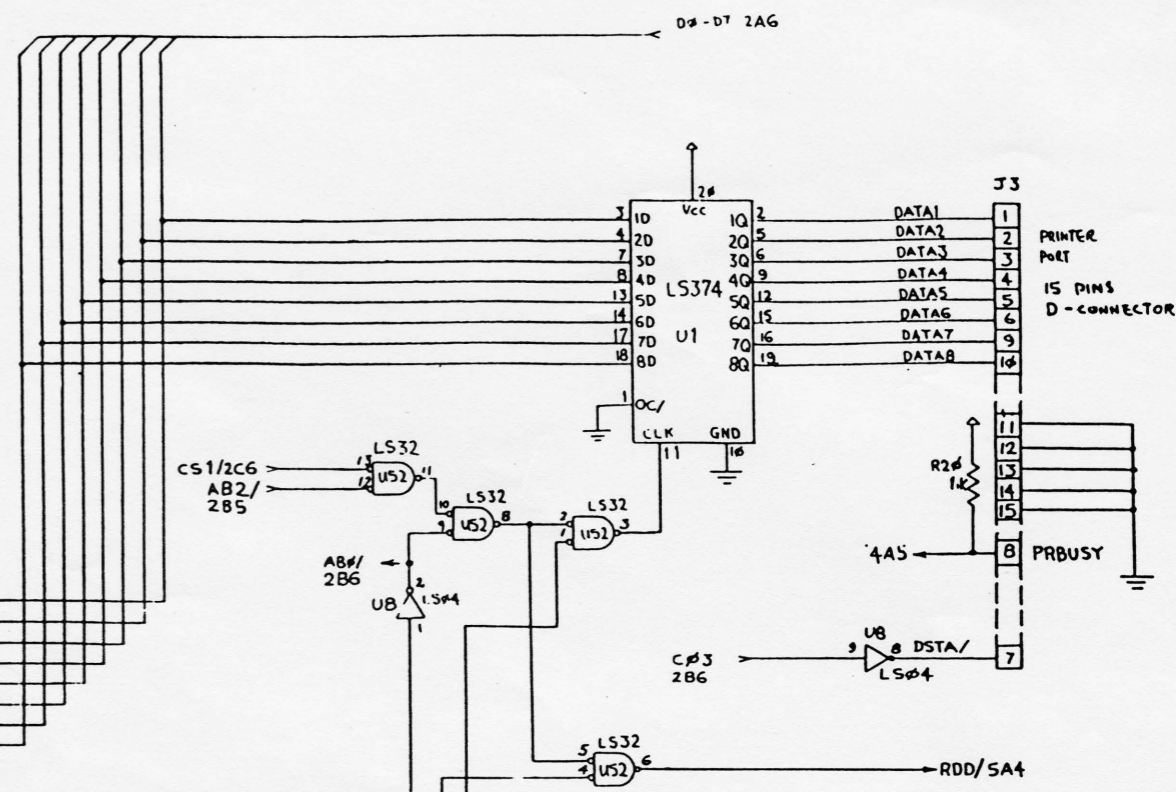 DØ-D7 2A6
2Ø
Vcc
J3
3 1D 1Q 2 DATA1 1
4 2D 2Q 5 DATA2 2
7 3D 3Q 6 DATA3 3
8 4D 4Q 9 DATA4 4
13 5D 5Q 12 DATA5 5
14 6D 6Q 15 DATA6 6
17 7D 7Q 16 DATA7 9
18 8D 8Q 19 DATA8 1Ø
LS374
U1
PRINTER
PORT
15 PINS
D-CONNECTOR
1 OC/
CLK GND
11 1Ø
11
12
13
14
15
R2Ø
1K
CS1/2C6
AB2/
2B5
LS32
13
12
U52
11
LS32
10
9
U52
8
LS32
2
1
U52
3
ABØ/
2B6
2
U8 LSØ4
1
4A5
8 PRBUSY
CØ3
2B6
U8
9 8 DSTA/ 7
LSØ4
LS32
5
4
U52
6
RDD/5A4